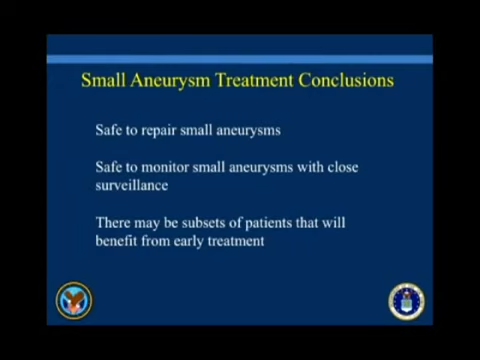 Small Aneurysm Treatment Conclusions
Safe to repair small aneurysms
Safe to monitor small aneurysms with close
surveillance
There may be subsets of patients that will
benefit from early treatment